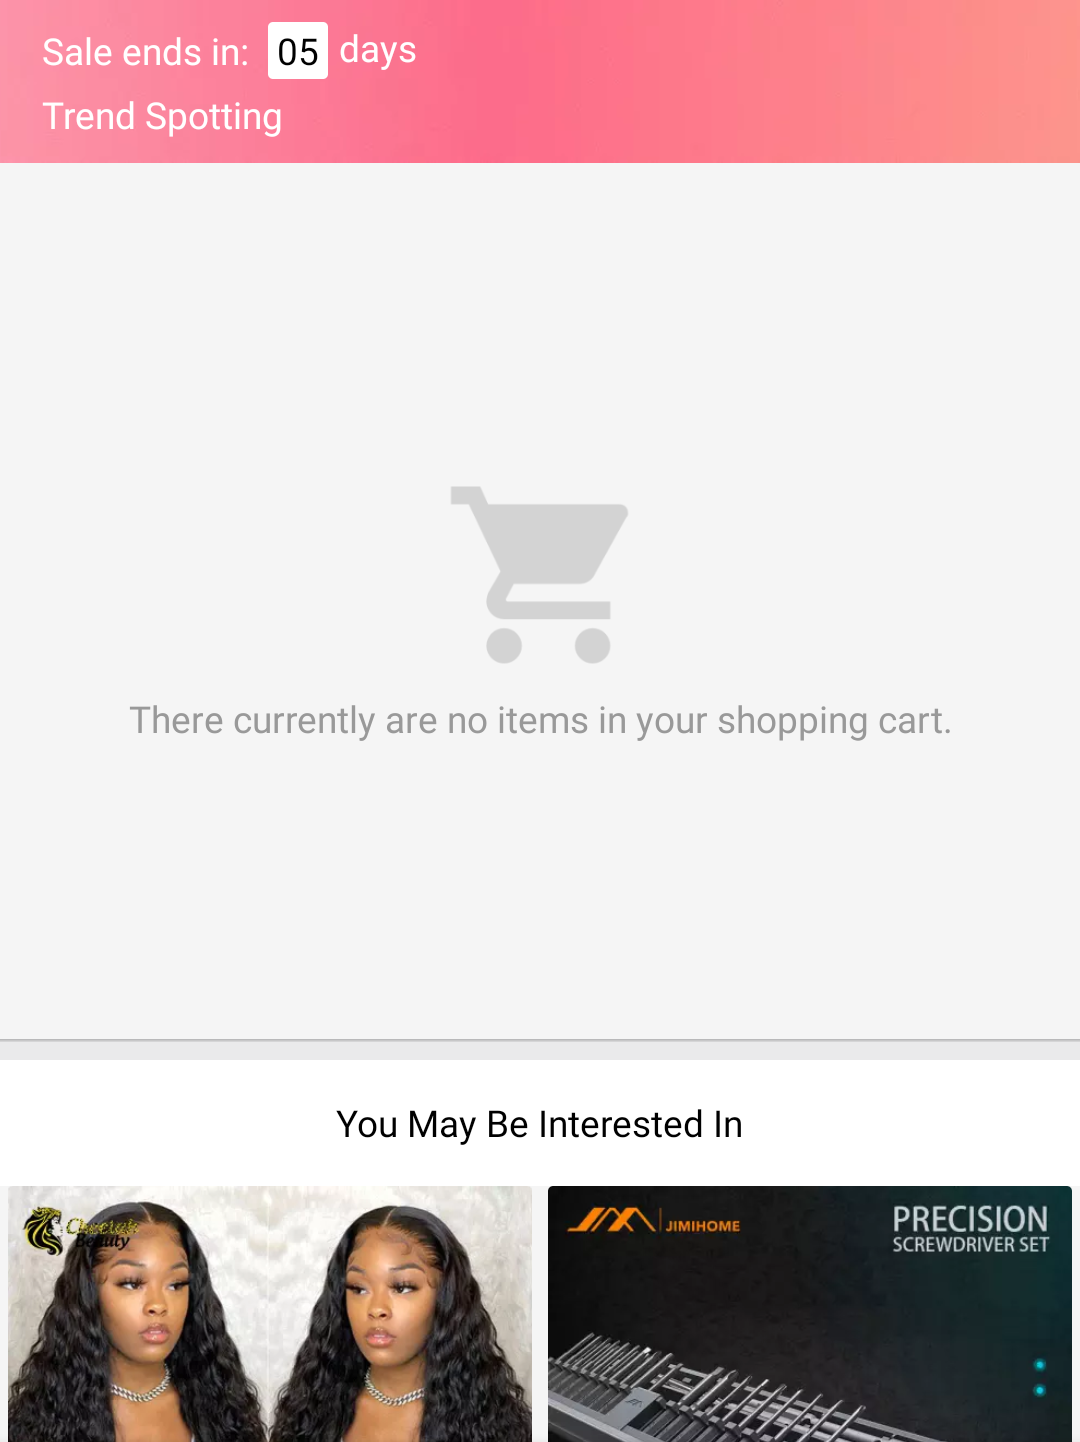 Sale ends in: 05 days
Trend Spotting
There currently are no items in your shopping cart.
You May Be Interested In
Cheetah
Beauty
JIMIHOME
PRECISION
SCREWDRIVER SET